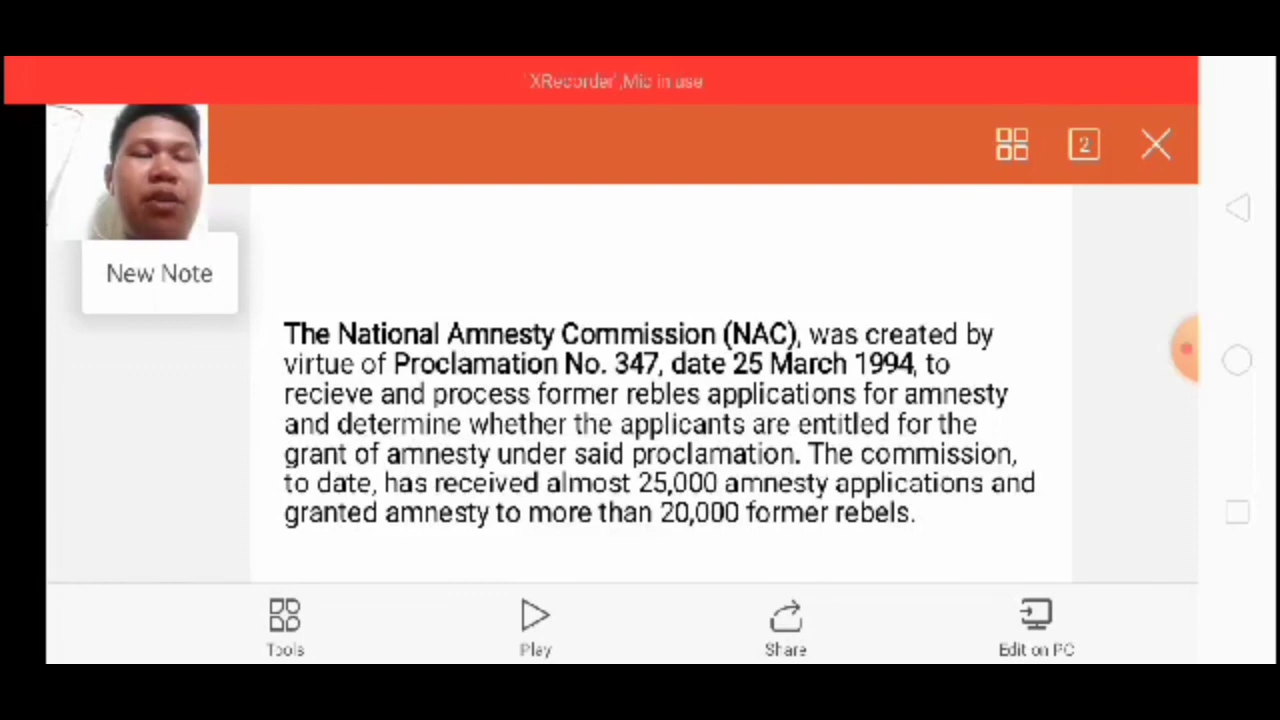 'XRecorder',Mic in use
2
New Note
The National Amnesty Commission (NAC), was created by
virtue of Proclamation No. 347, date 25 March 1994, to
recieve and process former rebles applications for amnesty
and determine whether the applicants are entitled for the
grant of amnesty under said proclamation. The commission,
to date, has received almost 25,000 amnesty applications and
granted amnesty to more than 20,000 former rebels.
Tools Play Share Edit on PC